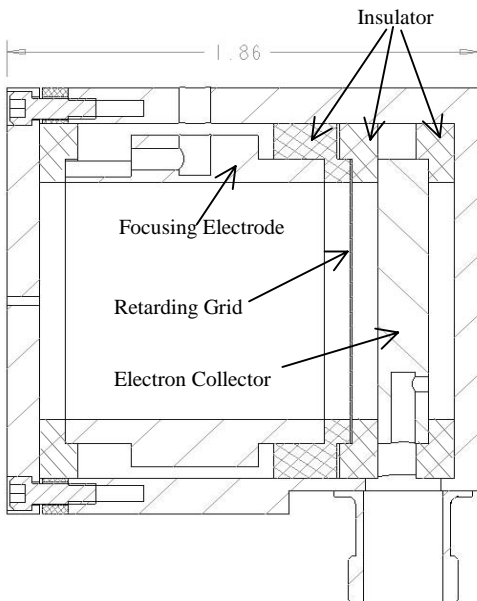 Insulator
1.86
Focusing Electrode
Retarding Grid
Electron Collector